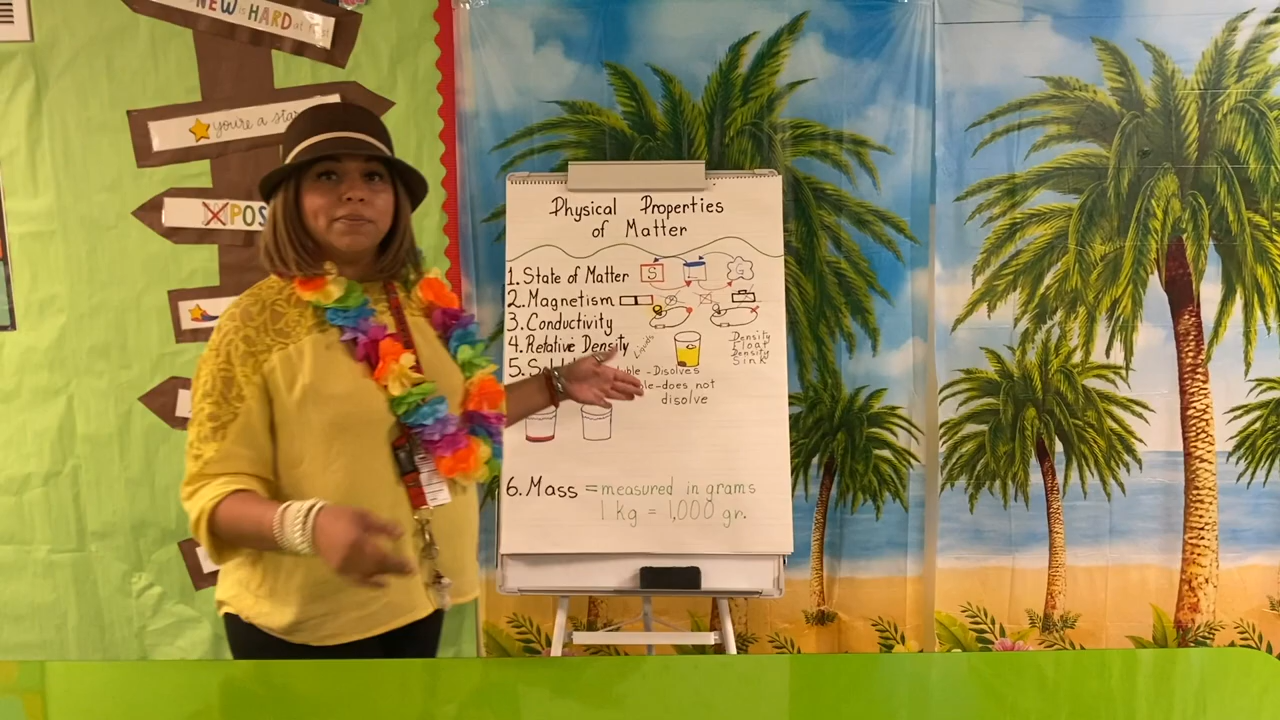 NEW is HARD at first
you're a star
POS
Physical Properties
of Matter
1. State of Matter S L G
2. Magnetism
3. Conductivity
4. Relative Density Liquids
Density
Float
Density
Sink
5. - Disolves
- does not
disolve
6. Mass = measured in grams
1 kg = 1,000 gr.